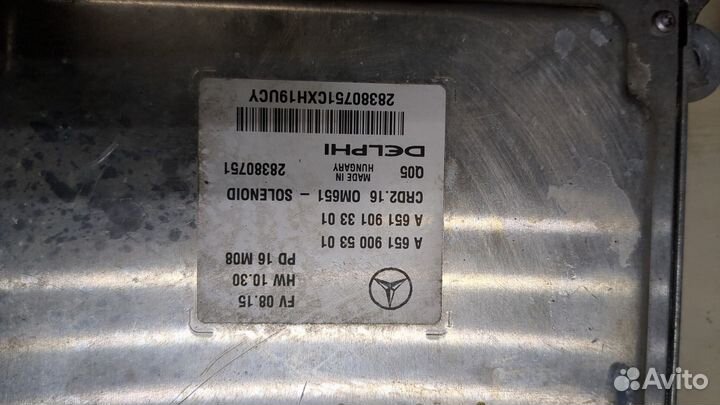 FV 08.15
HW 10.30
PD 16 M08
A 651 900 53 01
A 651 901 33 01
CRD2.16 OM651 - SOLENOID
Q05 MADE IN HUNGARY 28380751
DELPHI
28380751CXH19UCY
Avito